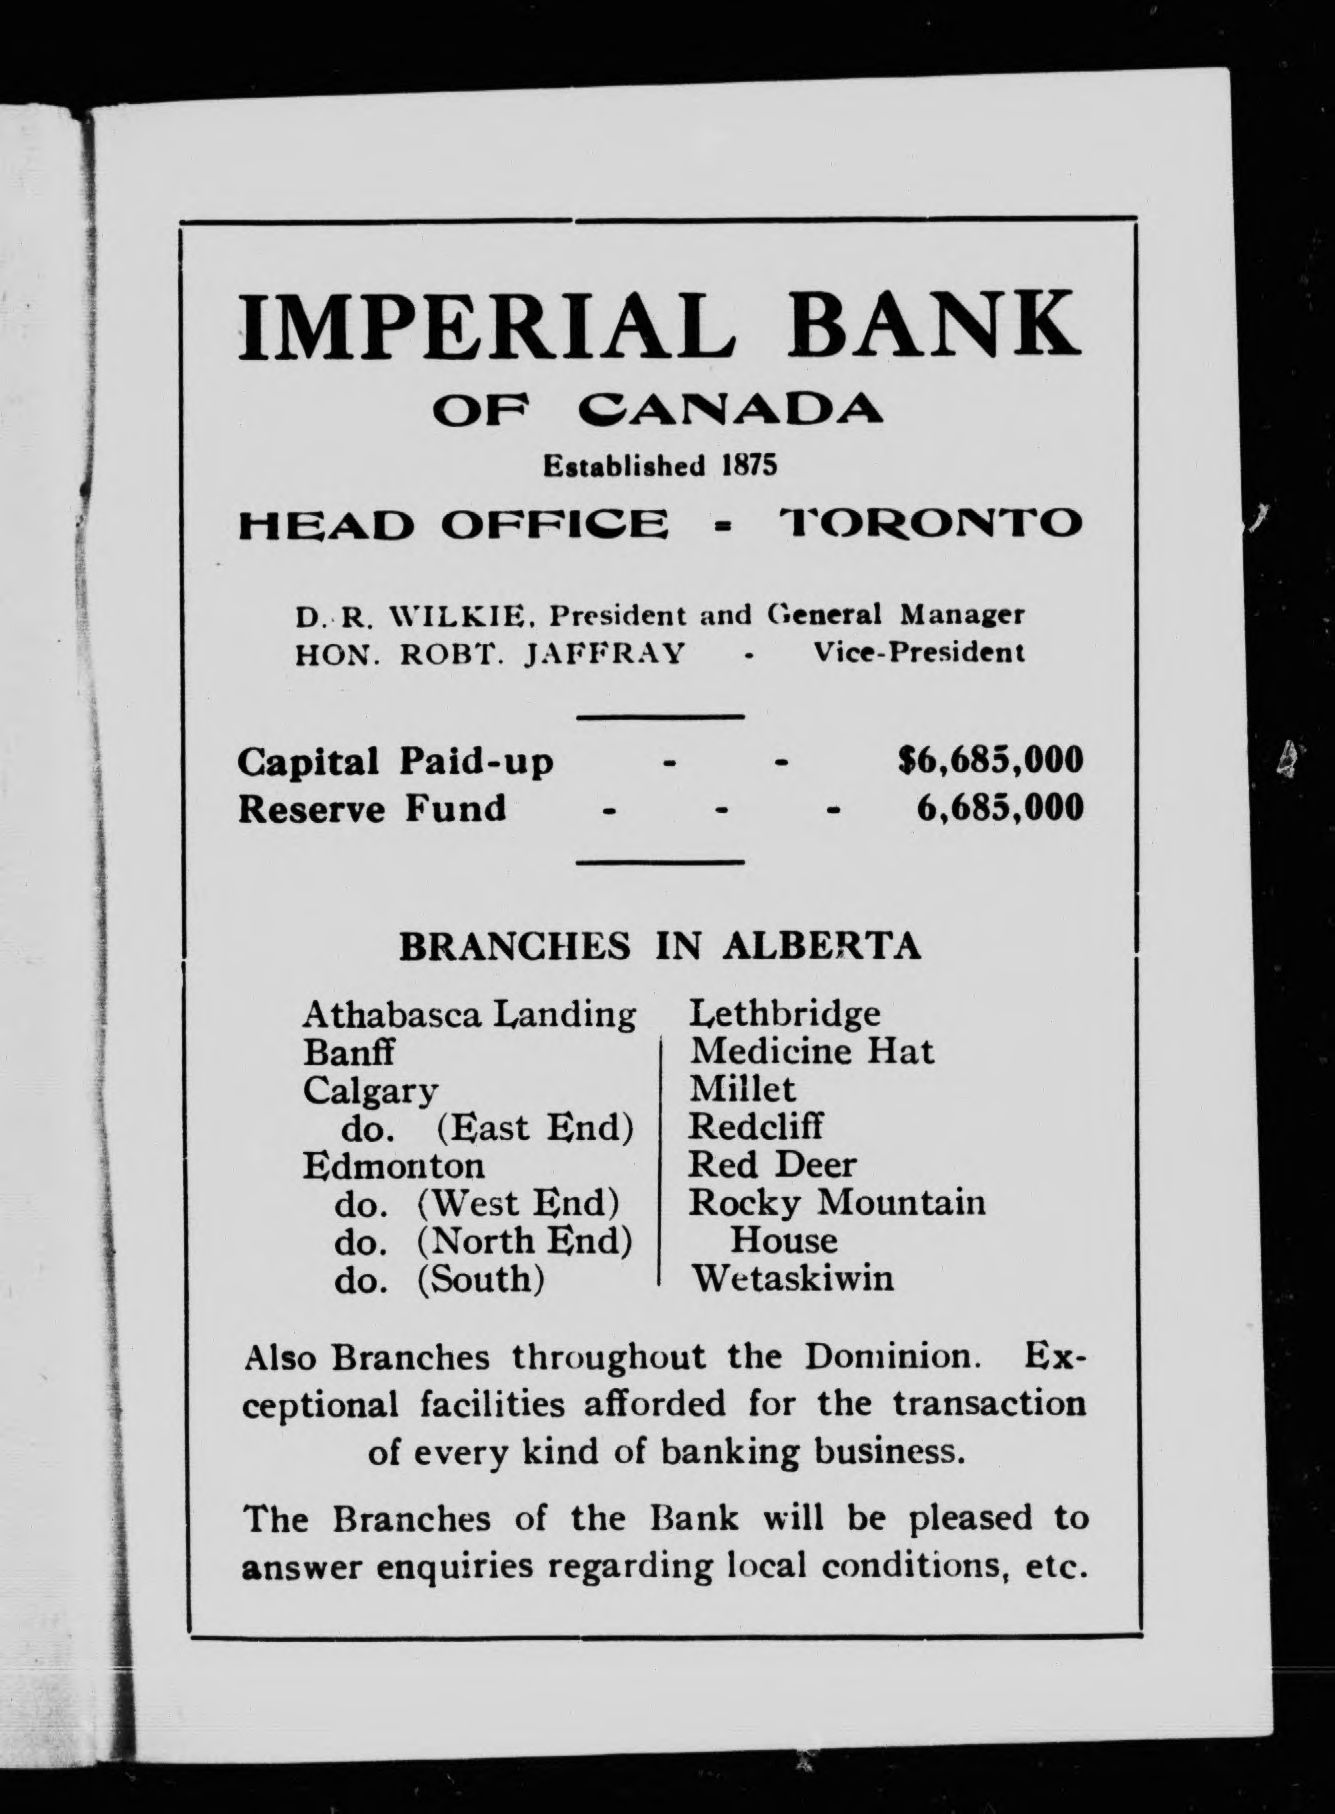 IMPERIAL BANK
OF CANADA
Established 1875
HEAD OFFICE - TORONTO
D. R. WILKIE, President and General Manager
HON. ROBT. JAFFRAY - Vice-President
Capital Paid-up - - $6,685,000
Reserve Fund - - - 6,685,000
BRANCHES IN ALBERTA
Athabasca Landing
Banff
Calgary
do. (East End)
Edmonton
do. (West End)
do. (North End)
do. (South)
Lethbridge
Medicine Hat
Millet
Redcliff
Red Deer
Rocky Mountain
House
Wetaskiwin
Also Branches throughout the Dominion. Ex-
ceptional facilities afforded for the transaction
of every kind of banking business.
The Branches of the Bank will be pleased to
answer enquiries regarding local conditions, etc.